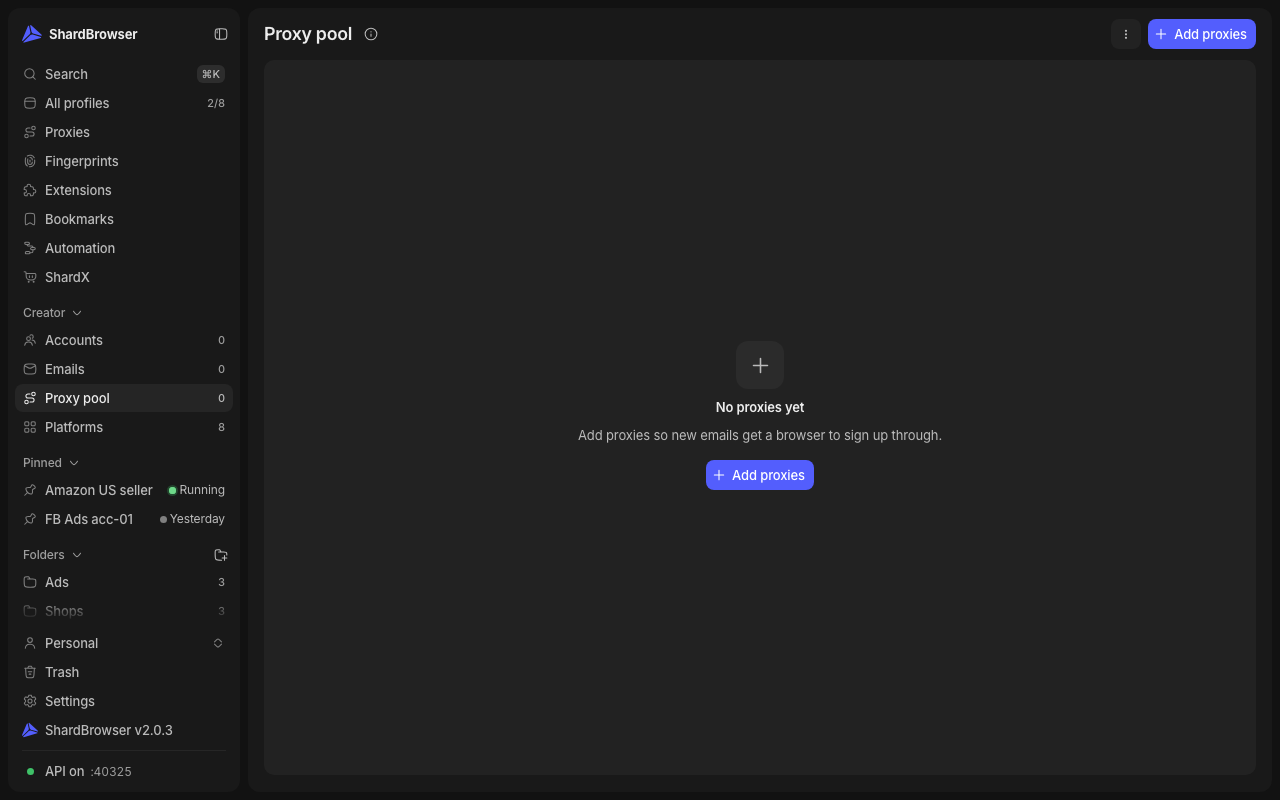 ShardBrowser
Search ⌘K
All profiles 2/8
Proxies
Fingerprints
Extensions
Bookmarks
Automation
ShardX
Creator
Accounts 0
Emails 0
Proxy pool 0
Platforms 8
Pinned
Amazon US seller Running
FB Ads acc-01 Yesterday
Folders
Ads 3
Shops 3
Personal
Trash
Settings
ShardBrowser v2.0.3
API on :40325
Proxy pool
Add proxies
No proxies yet
Add proxies so new emails get a browser to sign up through.
Add proxies